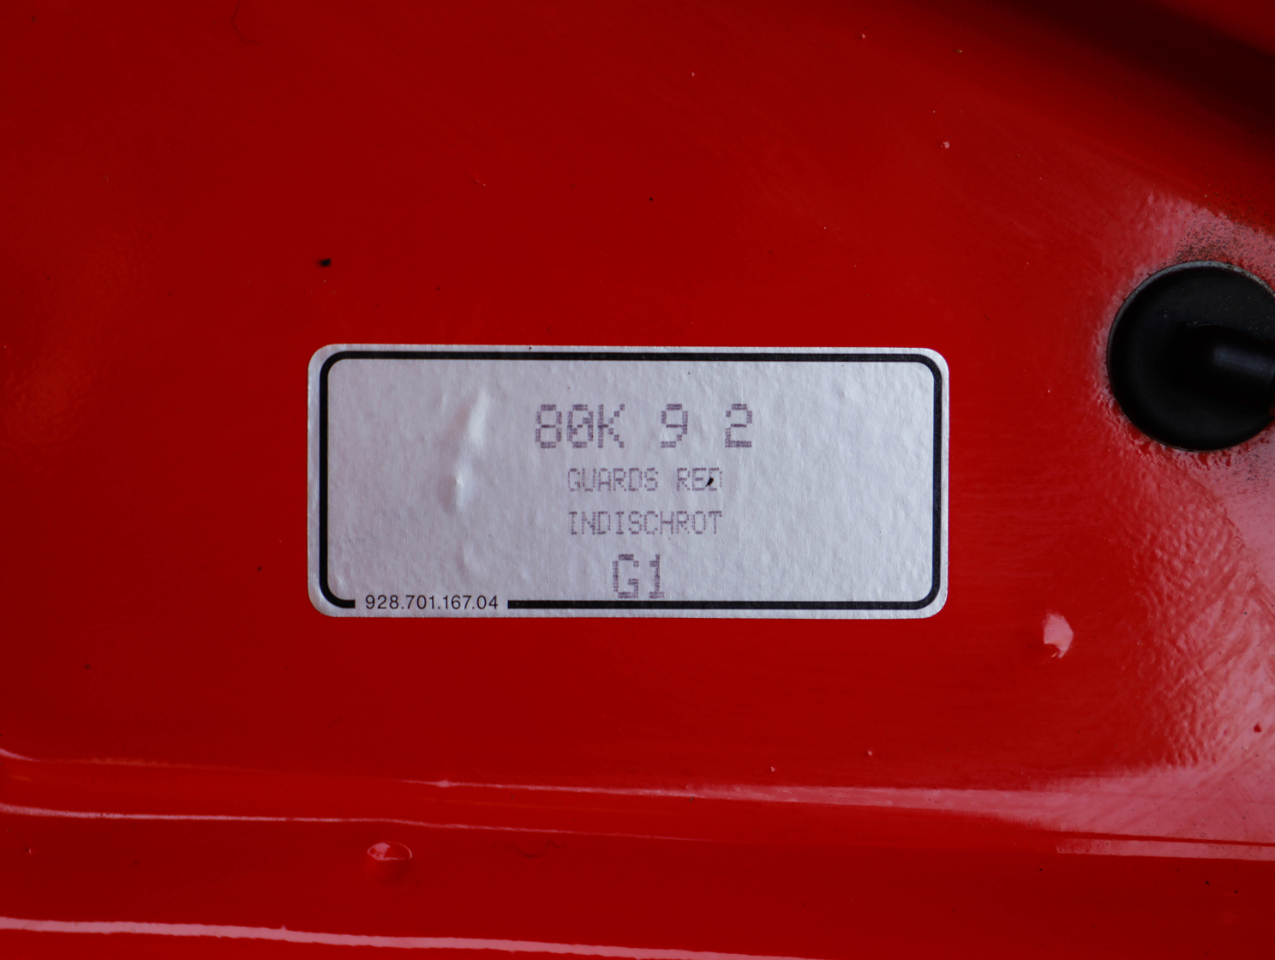 80K 9 2
GUARDS RED
INDISCHROT
G1
928.701.167.04